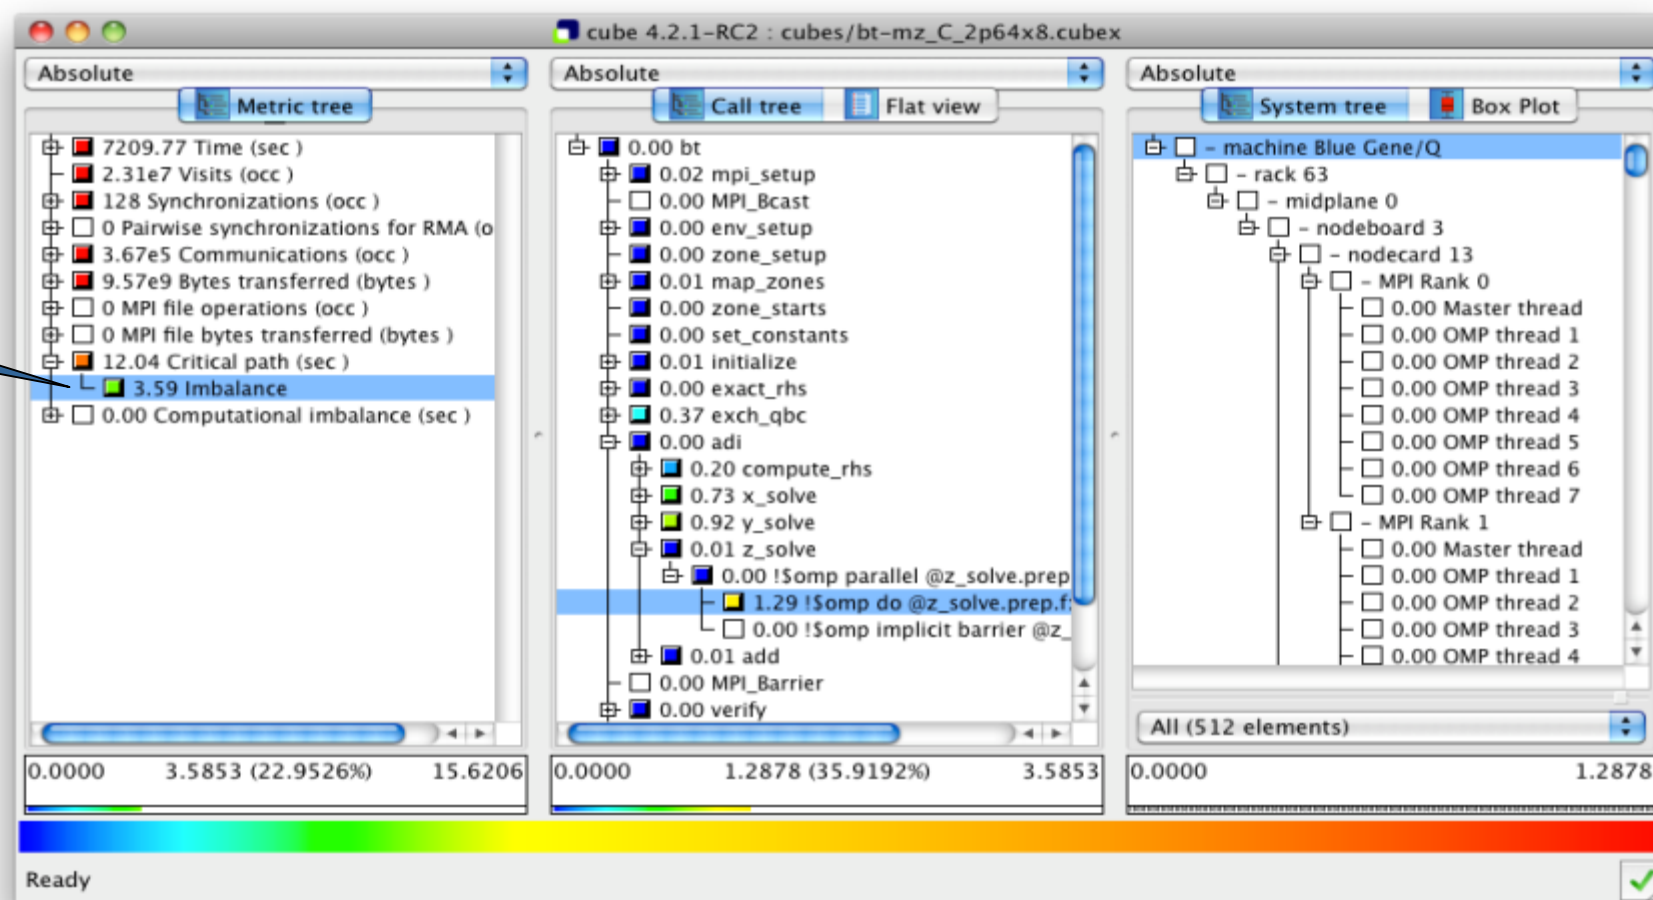 cube 4.2.1-RC2 : cubes/bt-mz_C_2p64x8.cubex
Absolute
Metric tree
7209.77 Time (sec )
2.31e7 Visits (occ )
128 Synchronizations (occ )
0 Pairwise synchronizations for RMA (o
3.67e5 Communications (occ )
9.57e9 Bytes transferred (bytes )
0 MPI file operations (occ )
0 MPI file bytes transferred (bytes )
12.04 Critical path (sec )
3.59 Imbalance
0.00 Computational imbalance (sec )
0.0000 3.5853 (22.9526%) 15.6206
Absolute
Call tree Flat view
0.00 bt
0.02 mpi_setup
0.00 MPI_Bcast
0.00 env_setup
0.00 zone_setup
0.01 map_zones
0.00 zone_starts
0.00 set_constants
0.01 initialize
0.00 exact_rhs
0.37 exch_qbc
0.00 adi
0.20 compute_rhs
0.73 x_solve
0.92 y_solve
0.01 z_solve
0.00 !$omp parallel @z_solve.prep
1.29 !$omp do @z_solve.prep.f:
0.00 !$omp implicit barrier @z_
0.01 add
0.00 MPI_Barrier
0.00 verify
0.0000 1.2878 (35.9192%) 3.5853
Absolute
System tree Box Plot
- machine Blue Gene/Q
- rack 63
- midplane 0
- nodeboard 3
- nodecard 13
- MPI Rank 0
0.00 Master thread
0.00 OMP thread 1
0.00 OMP thread 2
0.00 OMP thread 3
0.00 OMP thread 4
0.00 OMP thread 5
0.00 OMP thread 6
0.00 OMP thread 7
- MPI Rank 1
0.00 Master thread
0.00 OMP thread 1
0.00 OMP thread 2
0.00 OMP thread 3
0.00 OMP thread 4
All (512 elements)
0.0000 1.2878
Ready